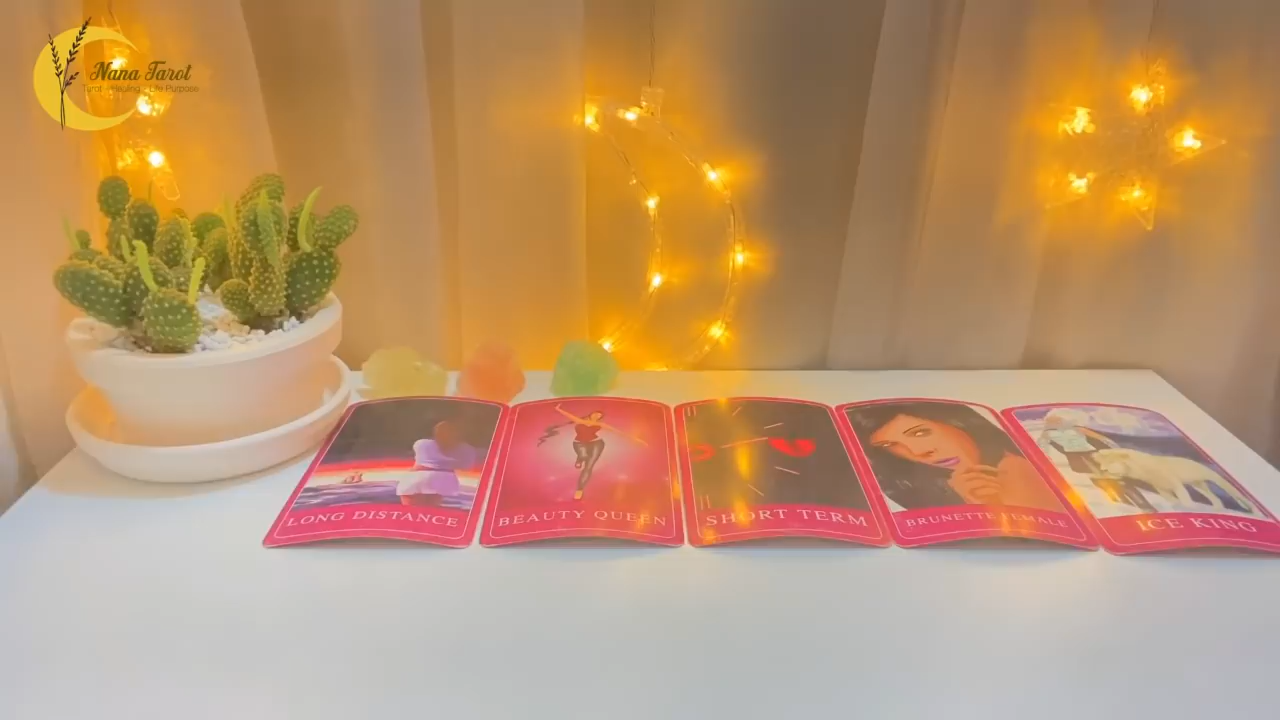 Nana Tarot
Tarot - Healing - Life Purpose
LONG DISTANCE
BEAUTY QUEEN
SHORT TERM
BRUNETTE FEMALE
ICE KING